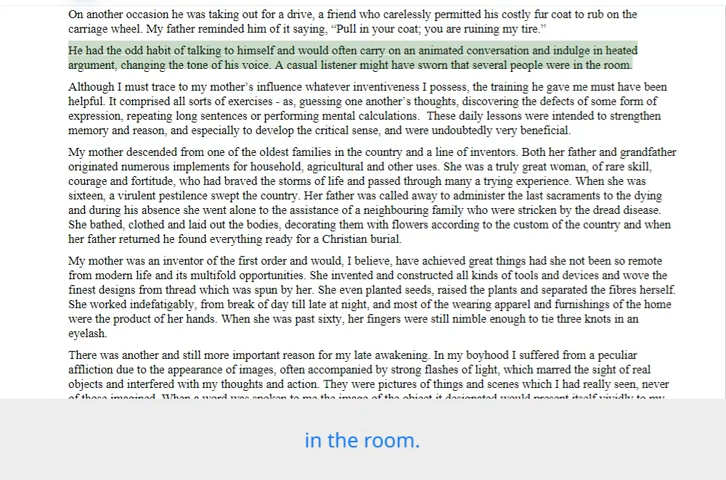 On another occasion he was taking out for a drive, a friend who carelessly permitted his costly fur coat to rub on the
carriage wheel. My father reminded him of it saying, “Pull in your coat; you are ruining my tire.”
He had the odd habit of talking to himself and would often carry on an animated conversation and indulge in heated
argument, changing the tone of his voice. A casual listener might have sworn that several people were in the room.
Although I must trace to my mother’s influence whatever inventiveness I possess, the training he gave me must have been
helpful. It comprised all sorts of exercises - as, guessing one another’s thoughts, discovering the defects of some form of
expression, repeating long sentences or performing mental calculations. These daily lessons were intended to strengthen
memory and reason, and especially to develop the critical sense, and were undoubtedly very beneficial.
My mother descended from one of the oldest families in the country and a line of inventors. Both her father and grandfather
originated numerous implements for household, agricultural and other uses. She was a truly great woman, of rare skill,
courage and fortitude, who had braved the storms of life and passed through many a trying experience. When she was
sixteen, a virulent pestilence swept the country. Her father was called away to administer the last sacraments to the dying
and during his absence she went alone to the assistance of a neighbouring family who were stricken by the dread disease.
She bathed, clothed and laid out the bodies, decorating them with flowers according to the custom of the country and when
her father returned he found everything ready for a Christian burial.
My mother was an inventor of the first order and would, I believe, have achieved great things had she not been so remote
from modern life and its multifold opportunities. She invented and constructed all kinds of tools and devices and wove the
finest designs from thread which was spun by her. She even planted seeds, raised the plants and separated the fibres herself.
She worked indefatigably, from break of day till late at night, and most of the wearing apparel and furnishings of the home
were the product of her hands. When she was past sixty, her fingers were still nimble enough to tie three knots in an
eyelash.
There was another and still more important reason for my late awakening. In my boyhood I suffered from a peculiar
affliction due to the appearance of images, often accompanied by strong flashes of light, which marred the sight of real
objects and interfered with my thoughts and action. They were pictures of things and scenes which I had really seen, never
of those imagined. When a word was spoken to me the image of the object it designated would present itself vividly to my
in the room.